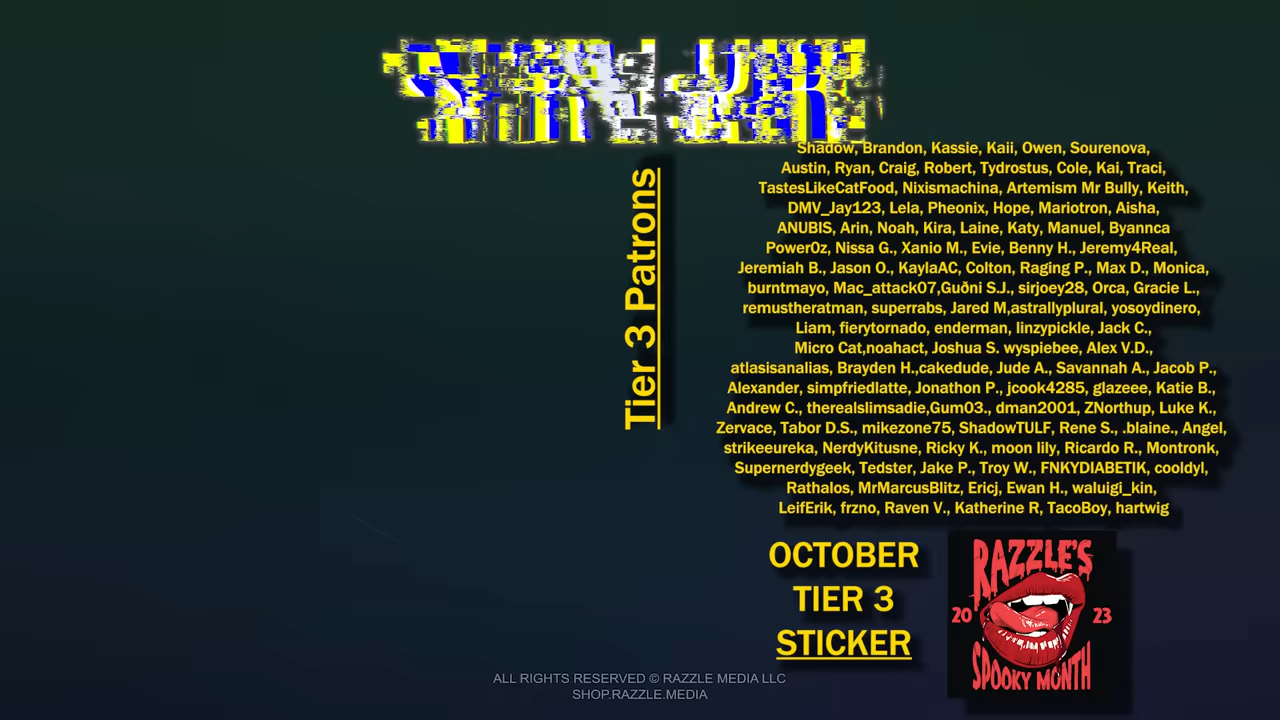 Shadow, Brandon, Kassie, Kaii, Owen, Sourenova,
Austin, Ryan, Craig, Robert, Tydrostus, Cole, Kai, Traci,
TastesLikeCatFood, Nixismachina, Artemism Mr Bully, Keith,
DMV_Jay123, Lela, Pheonix, Hope, Mariotron, Aisha,
ANUBIS, Arin, Noah, Kira, Laine, Katy, Manuel, Byannca
Power0z, Nissa G., Xanio M., Evie, Benny H., Jeremy4Real,
Jeremiah B., Jason O., KaylaAC, Colton, Raging P., Max D., Monica,
burntmayo, Mac_attack07,Guðni S.J., sirjoey28, Orca, Gracie L.,
remustheratman, superrabs, Jared M,astrallyplural, yosoydinero,
Liam, fierytornado, enderman, linzypickle, Jack C.,
Micro Cat,noahact, Joshua S. wyspiebee, Alex V.D.,
atlasisanalias, Brayden H.,cakedude, Jude A., Savannah A., Jacob P.,
Alexander, simpfriedlatte, Jonathon P., jcook4285, glazeee, Katie B.,
Andrew C., therealslimsadie,Gum03., dman2001, ZNorthup, Luke K.,
Zervace, Tabor D.S., mikezone75, ShadowTULF, Rene S., .blaine., Angel,
strikeeureka, NerdyKitusne, Ricky K., moon lily, Ricardo R., Montronk,
Supernerdygeek, Tedster, Jake P., Troy W., FNKYDIABETIK, cooldyl,
Rathalos, MrMarcusBlitz, Ericj, Ewan H., waluigi_kin,
LeifErik, frzno, Raven V., Katherine R, TacoBoy, hartwig
Tier 3 Patrons
OCTOBER
TIER 3
STICKER
RAZZLE'S
20 23
SPOOKY MONTH
ALL RIGHTS RESERVED © RAZZLE MEDIA LLC
SHOP.RAZZLE.MEDIA